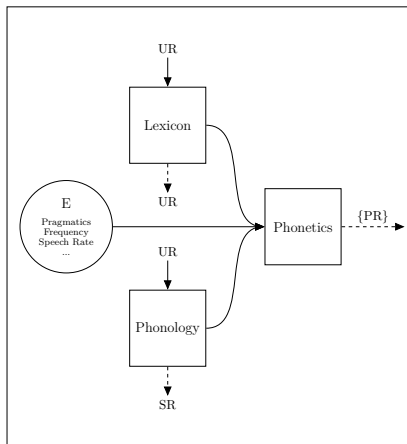 UR
Lexicon
UR
E
Pragmatics
Frequency
Speech Rate
...
{PR}
Phonetics
UR
Phonology
SR